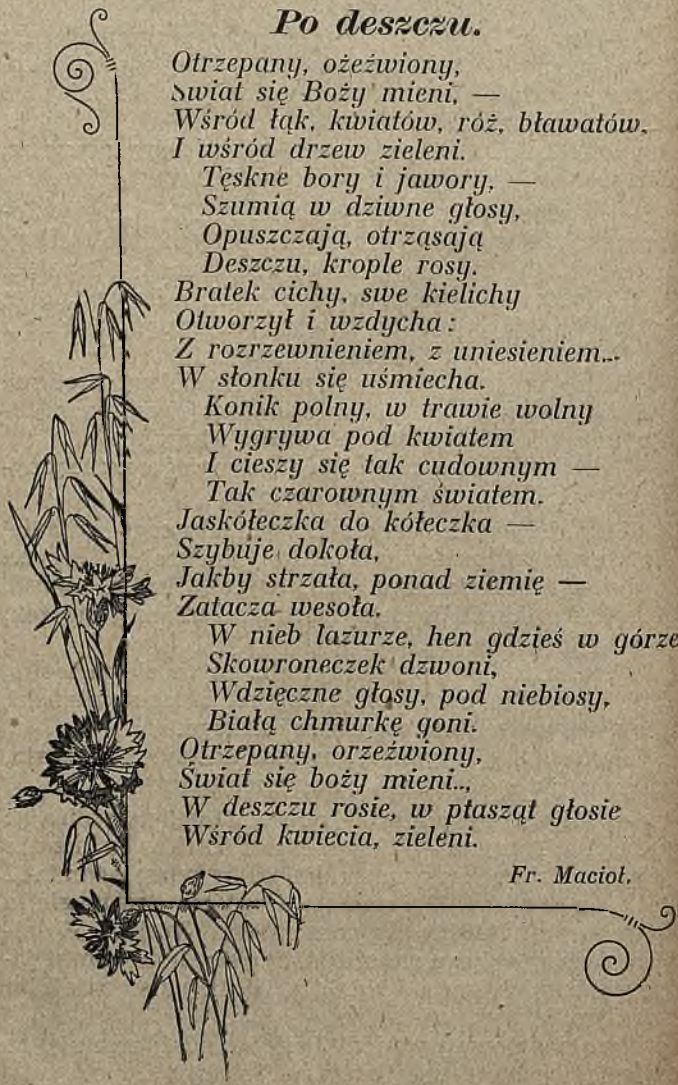 Po deszczu.
Otrzepany, ożeźwiony,
Świat się Boży mieni, —
Wśród łąk, kwiatów, róż, bławatów.
I wśród drzew zieleni.
Tęskne bory i jawory, —
Szumią w dziwne głosy,
Opuszczają, otrząsają
Deszczu, krople rosy.
Bratek cichy, swe kielichy
Otworzył i wzdycha:
Z rozrzewnieniem, z uniesieniem...
W słonku się uśmiecha.
Konik polny, w trawie wolny
Wygrywa pod kwiatem
I cieszy się tak cudownym —
Tak czarownym światem.
Jaskółeczka do kółeczka —
Szybuje dokoła,
Jakby strzała, ponad ziemię —
Zatacza wesoła.
W nieb lazurze, hen gdzieś w górze
Skowroneczek dzwoni,
Wdzięczne głosy, pod niebiosy,
Białą chmurkę goni.
Otrzepany, orzeźwiony,
Świat się boży mieni..,
W deszczu rosie, w ptasząt głosie
Wśród kwiecia, zieleni.
Fr. Macioł.